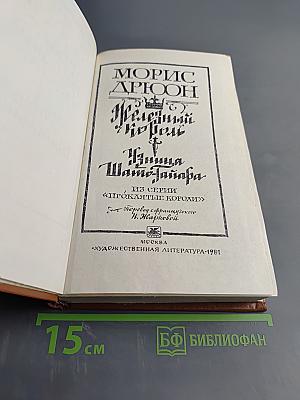 МОРИС
ДРЮОН
Железный
король
Узница
Шато-Гайара
ИЗ СЕРИИ
«ПРОКЛЯТЫЕ КОРОЛИ»
Перевод с французского
Н. Жарковой
МОСКВА
«ХУДОЖЕСТВЕННАЯ ЛИТЕРАТУРА» 1981
15 см
БФ БИБЛИОФАН